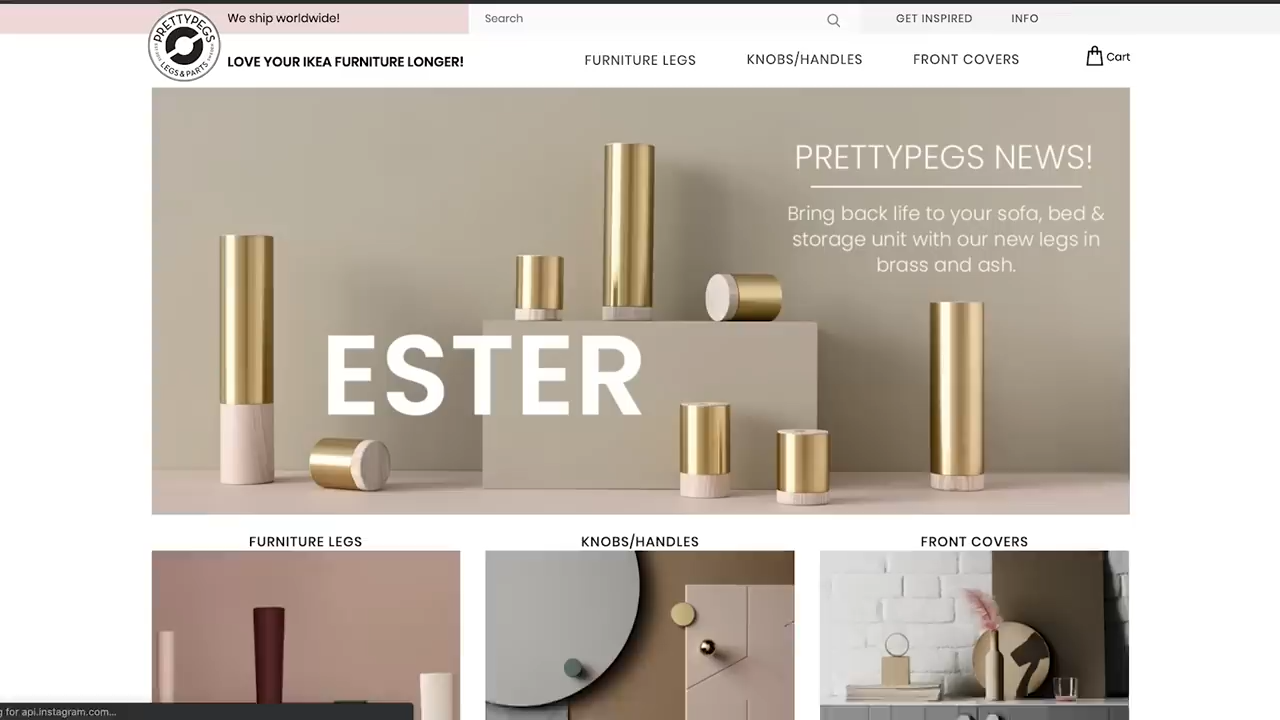 We ship worldwide!
Search
GET INSPIRED
INFO
PRETTYPEGS
LEGS & PARTS
LOVE YOUR IKEA FURNITURE LONGER!
FURNITURE LEGS
KNOBS/HANDLES
FRONT COVERS
Cart
PRETTYPEGS NEWS!
Bring back life to your sofa, bed &
storage unit with our new legs in
brass and ash.
ESTER
FURNITURE LEGS
KNOBS/HANDLES
FRONT COVERS
g for api.instagram.com...